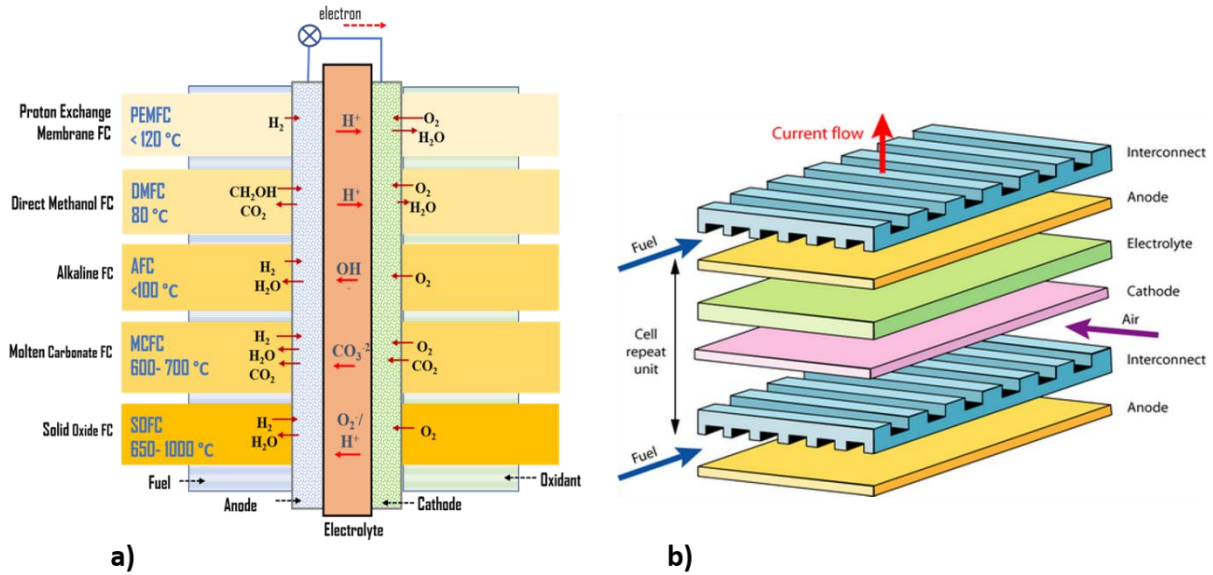 electron
Proton Exchange
Membrane FC
PEMFC
< 120 °C
H₂
H⁺
O₂
H₂O
Direct Methanol FC
DMFC
80 °C
CH₂OH
CO₂
H⁺
O₂
H₂O
Alkaline FC
AFC
<100 °C
H₂
H₂O
OH
-
O₂
Molten Carbonate FC
MCFC
600- 700 °C
H₂
H₂O
CO₂
CO₃⁻²
O₂
CO₂
Solid Oxide FC
SOFC
650- 1000 °C
H₂
H₂O
O₂⁻/
H⁺
O₂
Fuel
Oxidant
Anode
Cathode
Electrolyte
a)
Current flow
Interconnect
Anode
Fuel
Electrolyte
Cathode
Air
Cell
repeat
unit
Interconnect
Anode
Fuel
b)